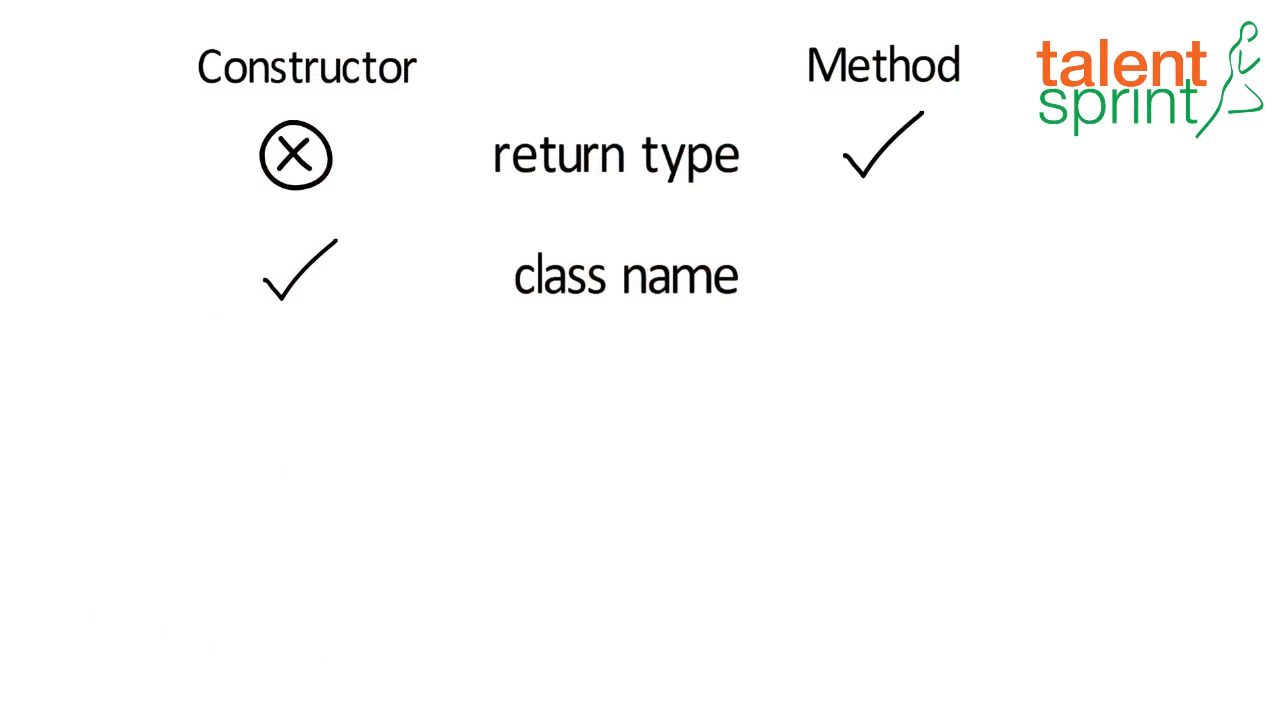 Constructor Method
talent
sprint
return type
class name